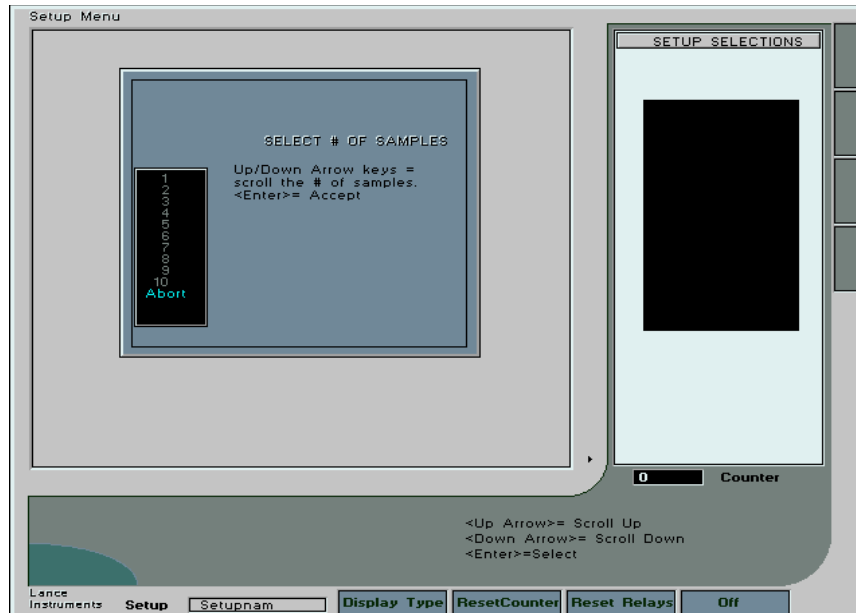 Setup Menu
SETUP SELECTIONS
SELECT # OF SAMPLES
Up/Down Arrow keys =
scroll the # of samples.
<Enter>= Accept
1
2
3
4
5
6
7
8
9
10
Abort
0 Counter
<Up Arrow>= Scroll Up
<Down Arrow>= Scroll Down
<Enter>=Select
Lance
Instruments
Setup Setupnam Display Type ResetCounter Reset Relays Off